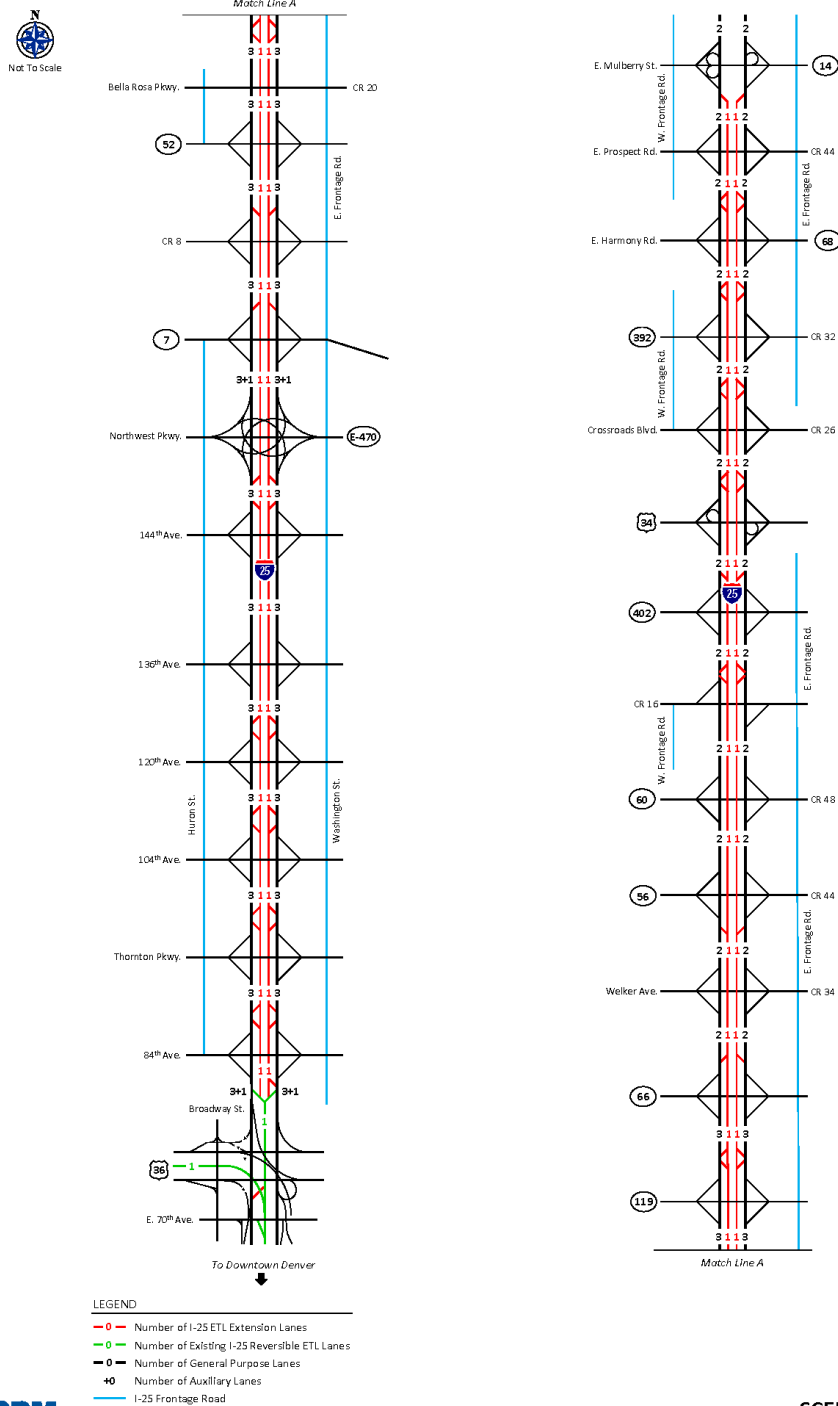 Match Line A
N
Not To Scale
3 1 1 3
Bella Rosa Pkwy.
CR 20
3 1 1 3
52
E. Frontage Rd.
3 1 1 3
CR 8
3 1 1 3
7
3+1 1 1 3+1
Northwest Pkwy.
E-470
3 1 1 3
144th Ave.
25
3 1 1 3
136th Ave.
3 1 1 3
120th Ave.
3 1 1 3
Huron St.
Washington St.
104th Ave.
3 1 1 3
Thornton Pkwy.
3 1 1 3
84th Ave.
1 1
3+1
3+1
Broadway St.
1
36
1
E. 70th Ave.
To Downtown Denver
2 2
E. Mulberry St.
14
W. Frontage Rd.
2 1 1 2
E. Prospect Rd.
CR 44
2 1 1 2
E. Frontage Rd.
E. Harmony Rd.
68
2 1 1 2
392
CR 32
2 1 1 2
W. Frontage Rd.
Crossroads Blvd.
CR 26
2 1 1 2
34
2 1 1 2
25
402
2 1 1 2
E. Frontage Rd.
CR 16
2 1 1 2
W. Frontage Rd.
60
CR 48
2 1 1 2
56
CR 44
2 1 1 2
E. Frontage Rd.
Welker Ave.
CR 34
2 1 1 2
66
3 1 1 3
119
3 1 1 3
Match Line A
LEGEND
0 Number of I-25 ETL Extension Lanes
0 Number of Existing I-25 Reversible ETL Lanes
0 Number of General Purpose Lanes
+0 Number of Auxiliary Lanes
I-25 Frontage Road